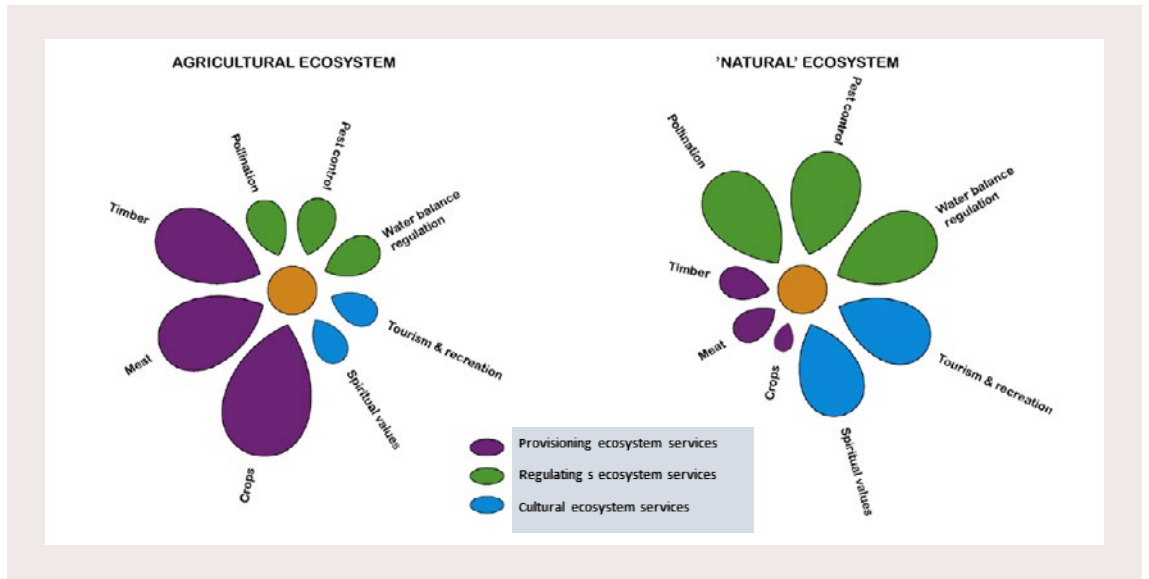 AGRICULTURAL ECOSYSTEM
Pollination
Pest control
Timber
Water balance
regulation
Meat
Tourism & recreation
Spiritual values
Crops
'NATURAL' ECOSYSTEM
Pest control
Pollination
Water balance
regulation
Timber
Meat
Crops
Tourism & recreation
Spiritual values
Provisioning ecosystem services
Regulating s ecosystem services
Cultural ecosystem services